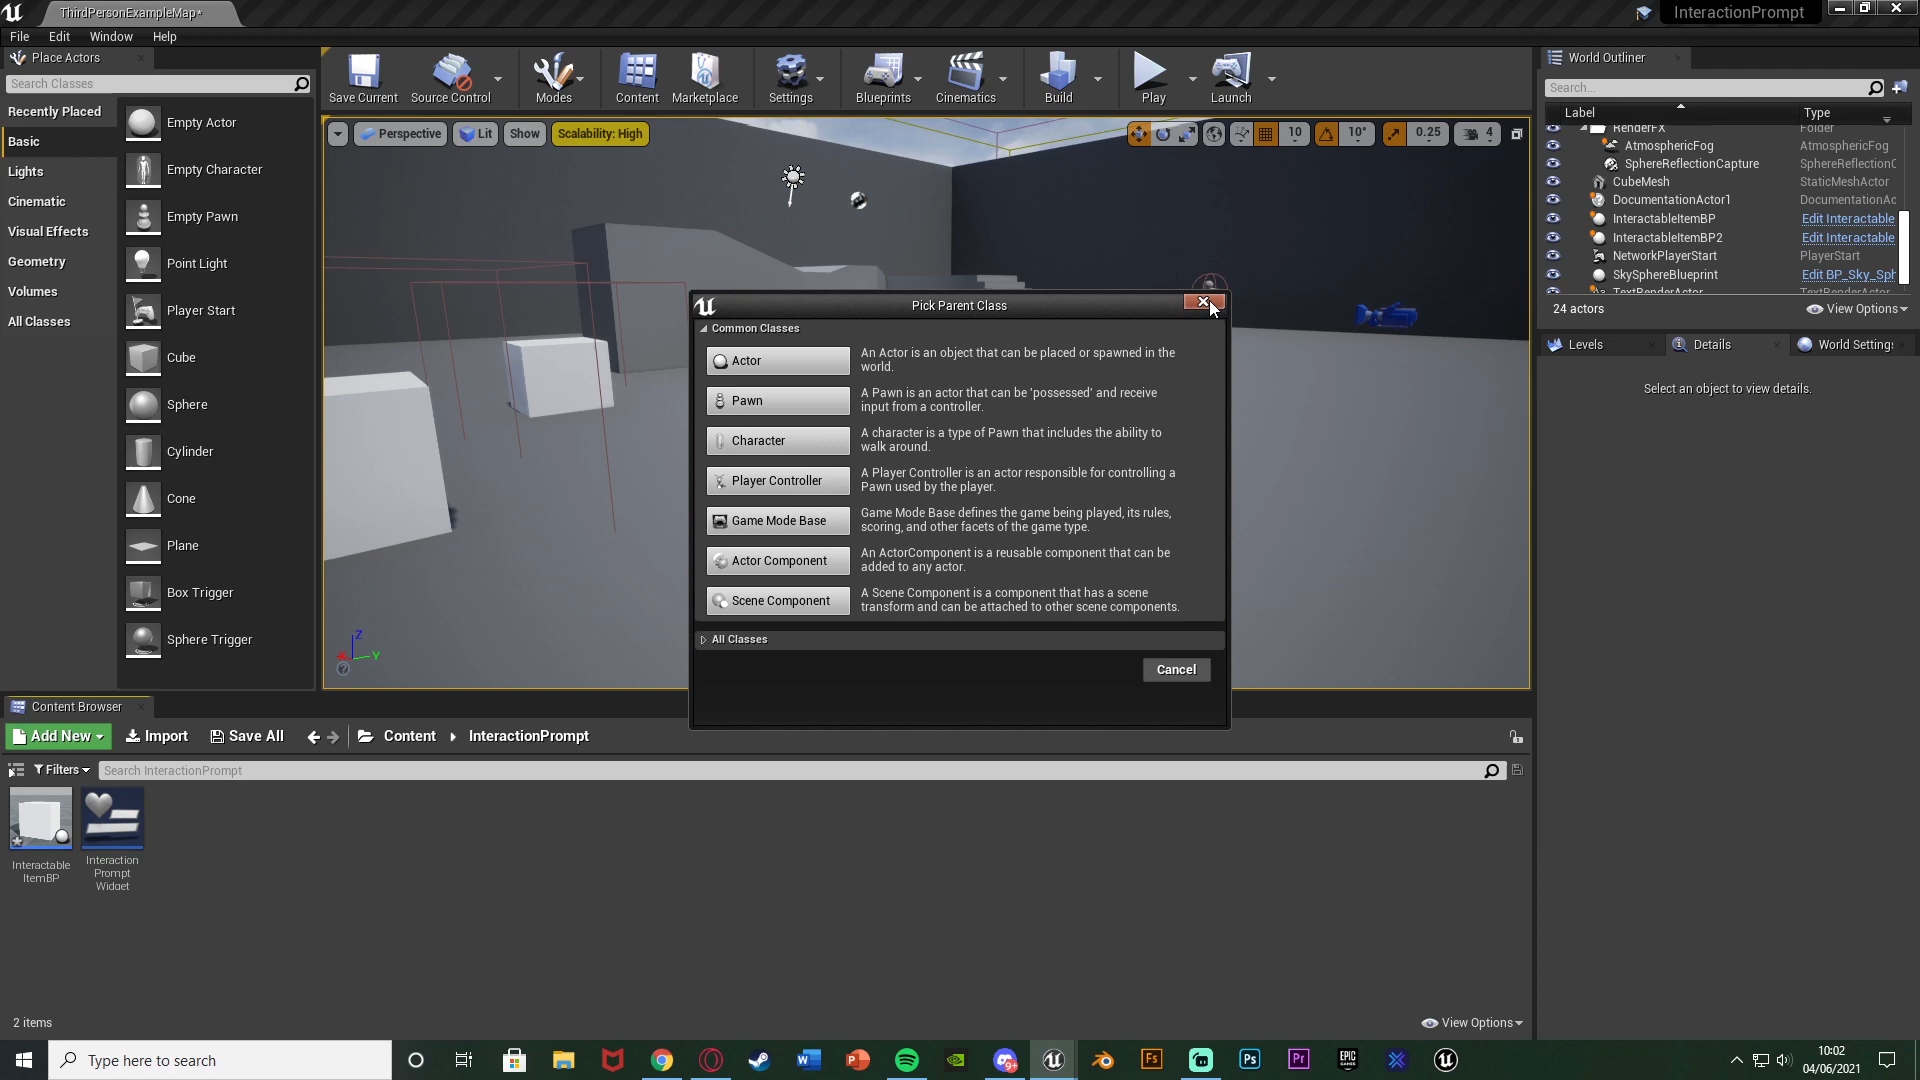 ThirdPersonExampleMap*
InteractionPrompt
File Edit Window Help
Place Actors
Search Classes
Recently Placed
Basic
Lights
Cinematic
Visual Effects
Geometry
Volumes
All Classes
Empty Actor
Empty Character
Empty Pawn
Point Light
Player Start
Cube
Sphere
Cylinder
Cone
Plane
Box Trigger
Sphere Trigger
Save Current Source Control Modes Content Marketplace Settings Blueprints Cinematics Build Play Launch
Perspective Lit Show Scalability: High
10 10° 0.25 4
Pick Parent Class
Common Classes
Actor
An Actor is an object that can be placed or spawned in the
world.
Pawn
A Pawn is an actor that can be 'possessed' and receive
input from a controller.
Character
A character is a type of Pawn that includes the ability to
walk around.
Player Controller
A Player Controller is an actor responsible for controlling a
Pawn used by the player.
Game Mode Base
Game Mode Base defines the game being played, its rules,
scoring, and other facets of the game type.
Actor Component
An ActorComponent is a reusable component that can be
added to any actor.
Scene Component
A Scene Component is a component that has a scene
transform and can be attached to other scene components.
All Classes
Cancel
Z
X Y
World Outliner
Search...
Label Type
RenderFX Folder
AtmosphericFog AtmosphericFog
SphereReflectionCapture SphereReflectionC
CubeMesh StaticMeshActor
DocumentationActor1 DocumentationAc
InteractableItemBP Edit Interactable
InteractableItemBP2 Edit Interactable
NetworkPlayerStart PlayerStart
SkySphereBlueprint Edit BP_Sky_Sph
TextRenderActor TextRenderActor
24 actors View Options
Levels Details World Settings
Select an object to view details.
Content Browser
Add New Import Save All Content InteractionPrompt
Filters Search InteractionPrompt
Interactable
ItemBP
Interaction
Prompt
Widget
2 items View Options
Type here to search
W P 9+ Fs Ps Pr EPIC GAMES
10:02
04/06/2021